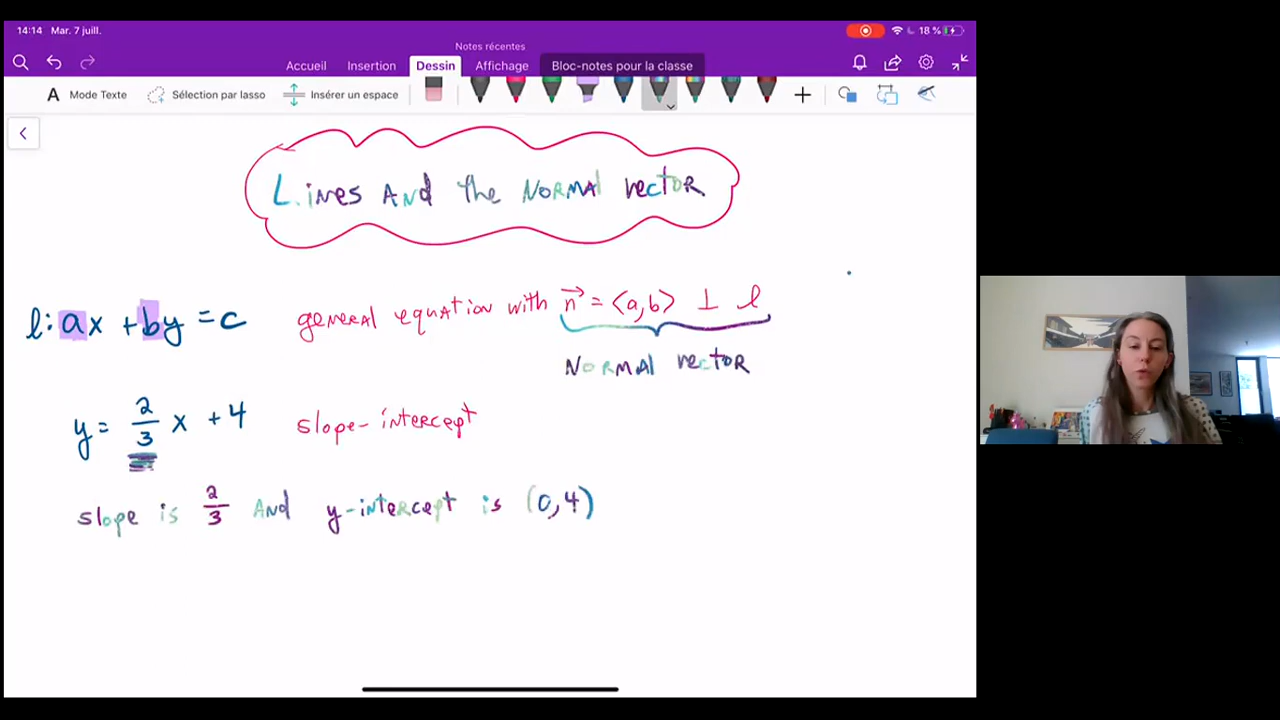 14:14 Mar. 7 juill.
18 %
Notes récentes
Accueil Insertion Dessin Affichage Bloc-notes pour la classe
A Mode Texte Sélection par lasso Insérer un espace
Lines And the Normal vector
l: ax + by = c general equation with n⃗ = <a,b> ⊥ l
Normal vector
y = 2/3 x + 4 slope-intercept
slope is 2/3 And y-intercept is (0,4)